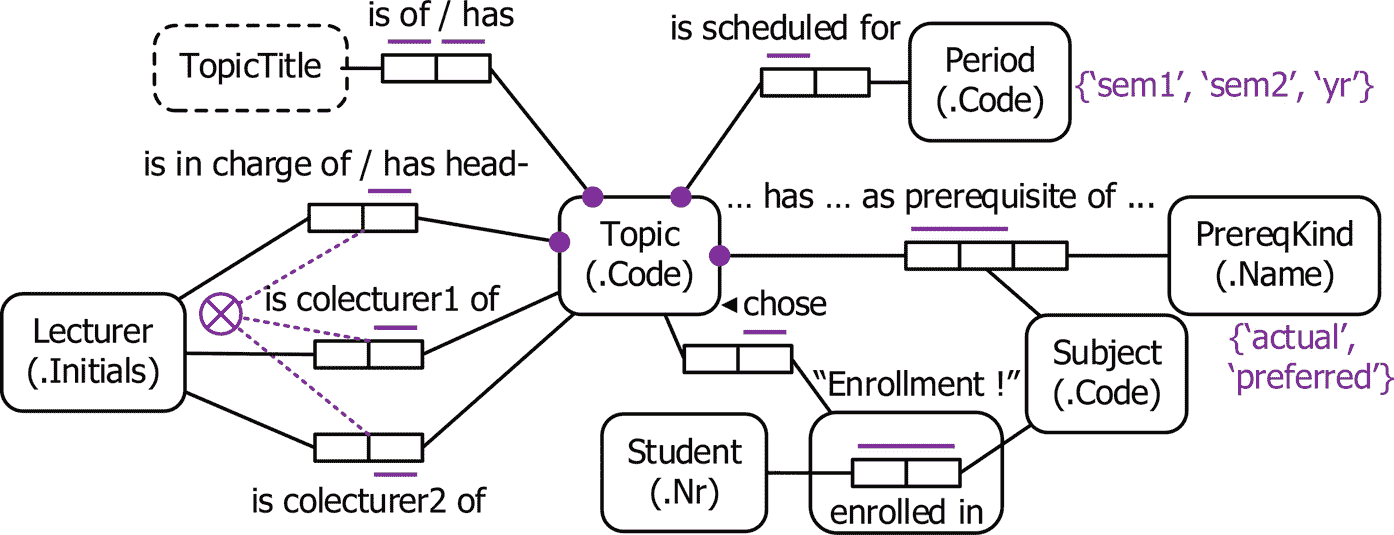 is of / has
TopicTitle
is scheduled for
Period
(.Code)
{‘sem1’, ‘sem2’, ‘yr’}
is in charge of / has head-
Topic
(.Code)
... has ... as prerequisite of ...
PrereqKind
(.Name)
{‘actual’,
‘preferred’}
Lecturer
(.Initials)
is colecturer1 of
◄ chose
Subject
(.Code)
“Enrollment !”
Student
(.Nr)
enrolled in
is colecturer2 of